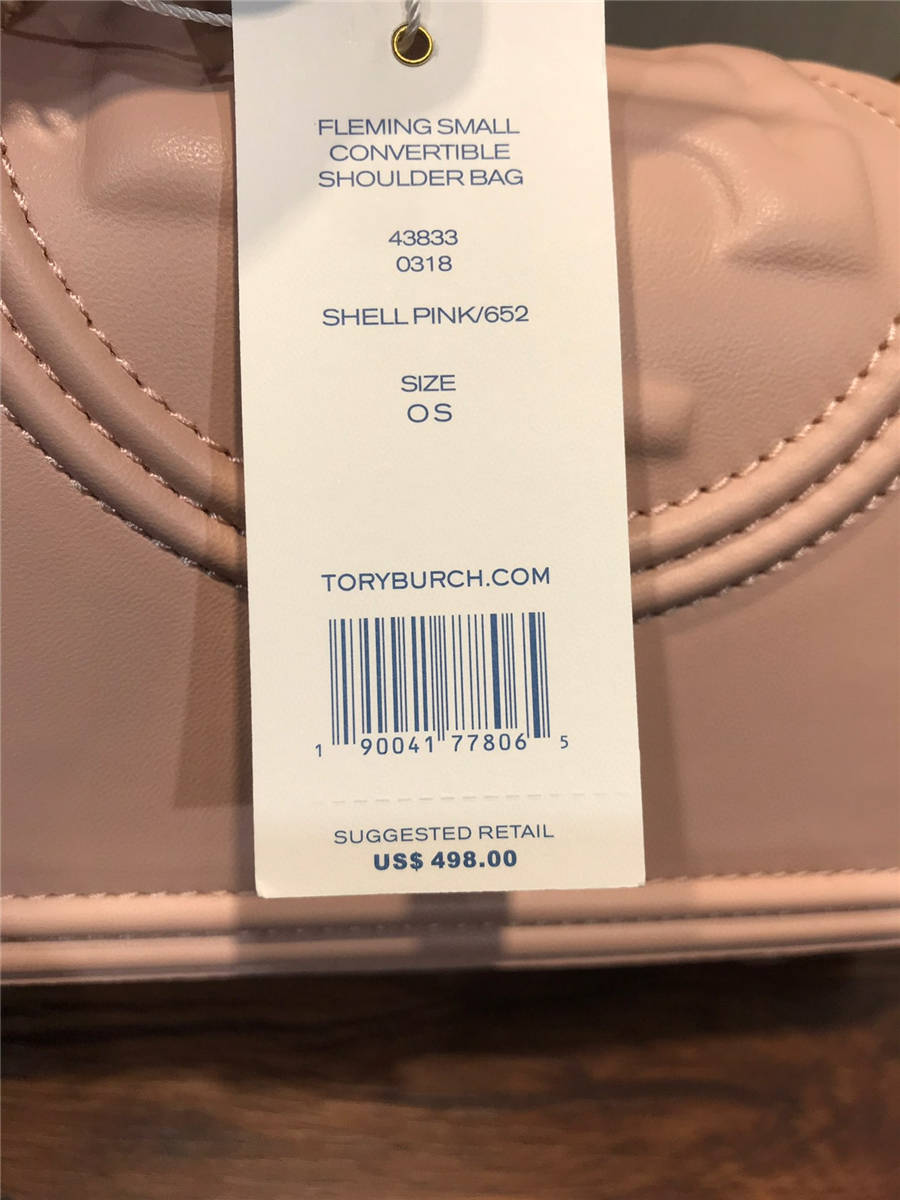 FLEMING SMALL
CONVERTIBLE
SHOULDER BAG
43833
0318
SHELL PINK/652
SIZE
OS
TORYBURCH.COM
1 90041 77806 5
SUGGESTED RETAIL
US$ 498.00